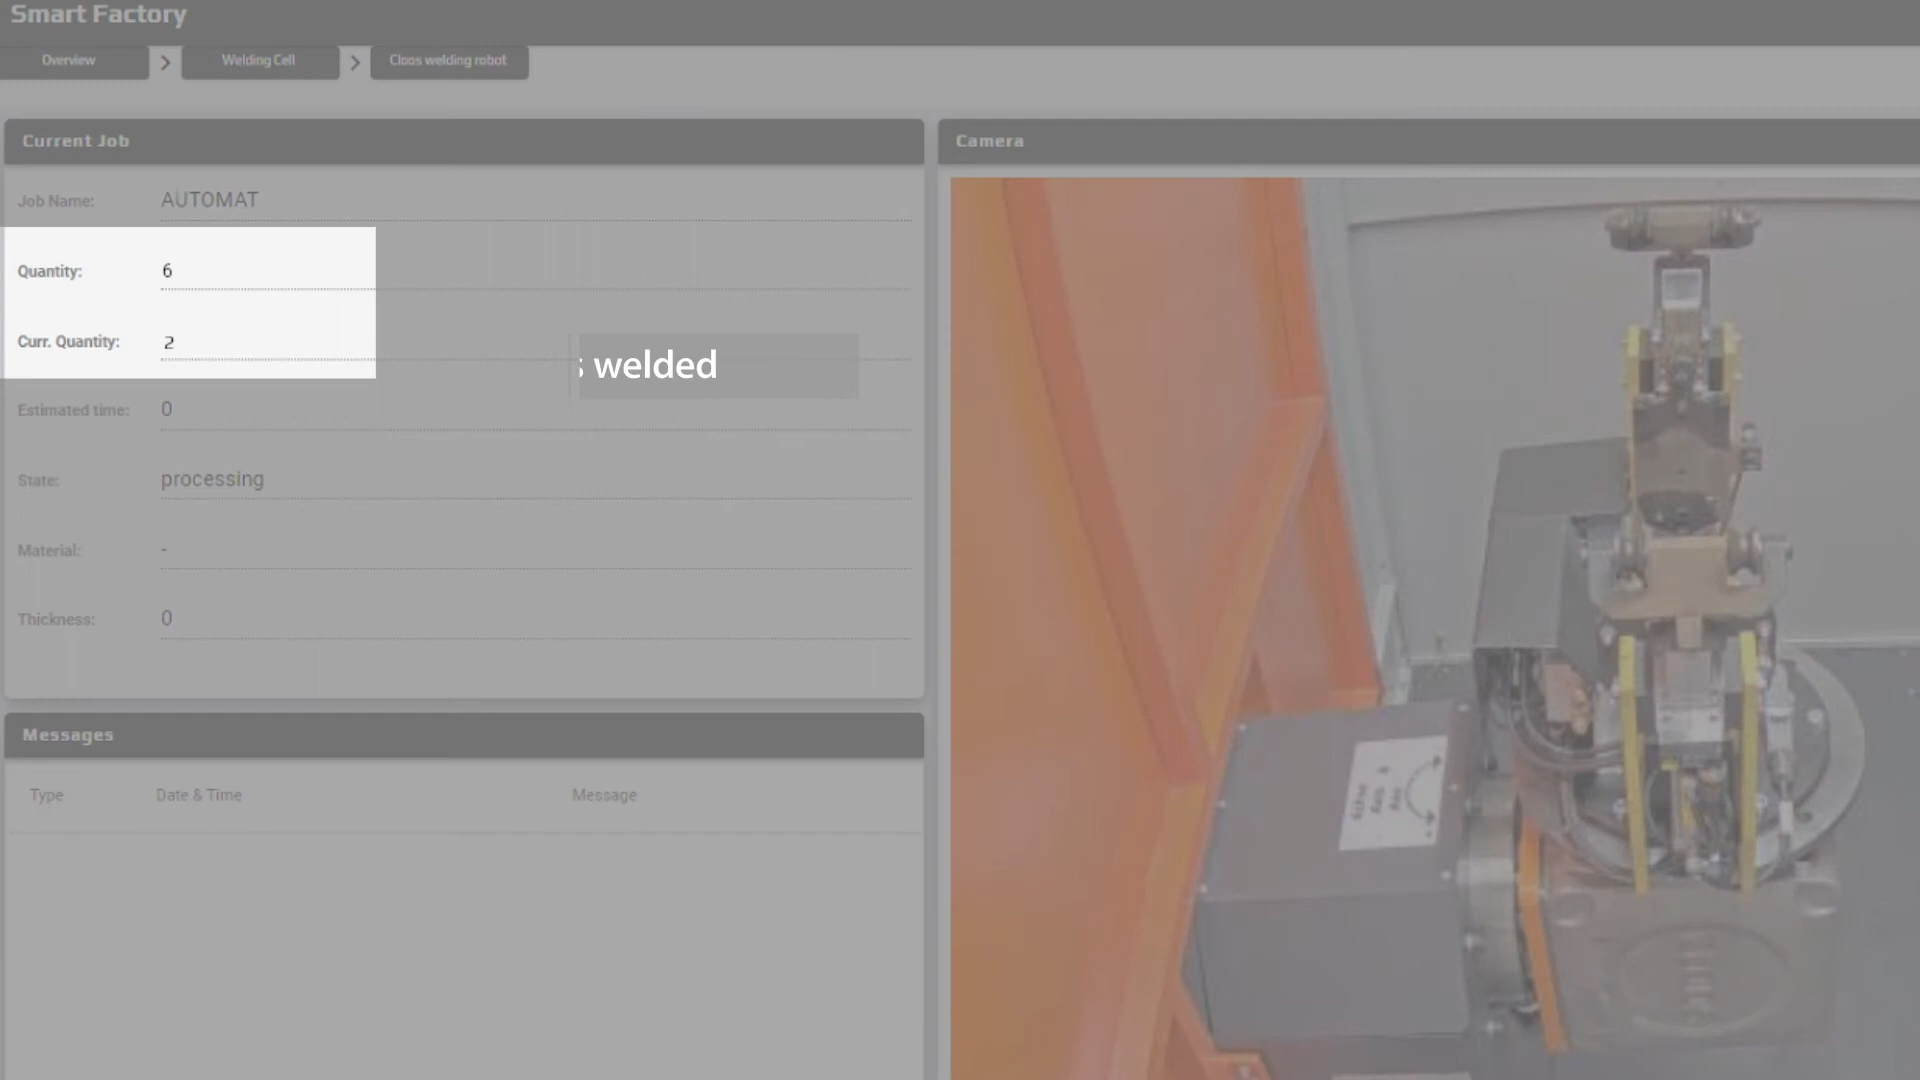 Smart Factory
Overview
Welding Cell
Cloos welding robot
Current Job
Job Name: AUTOMAT
Quantity: 6
Curr. Quantity: 2
s welded
Estimated time: 0
State: processing
Material: -
Thickness: 0
Messages
Type Date & Time Message
Camera